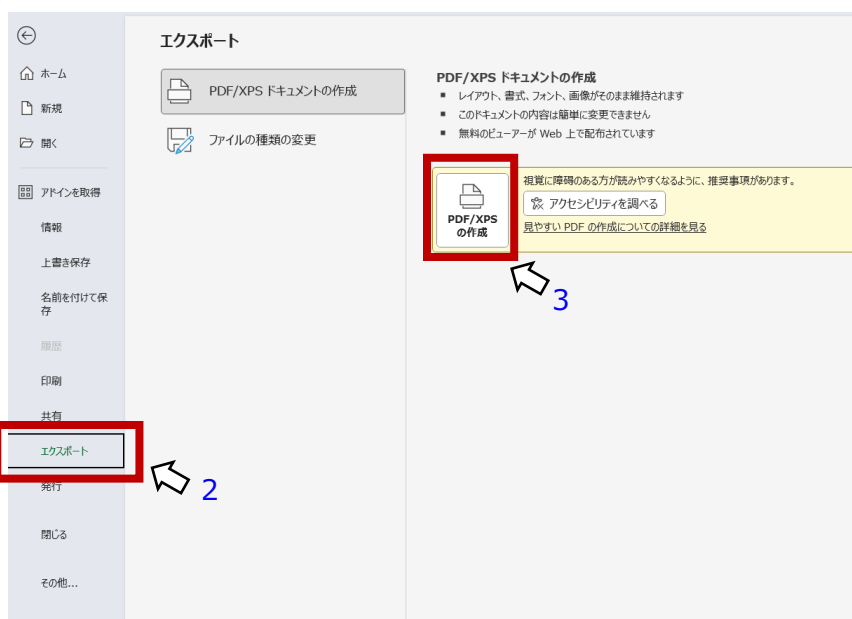 エクスポート
ホーム
新規
開く
アドインを取得
情報
上書き保存
名前を付けて保
存
履歴
印刷
共有
エクスポート
発行
閉じる
その他...
2
PDF/XPS ドキュメントの作成
ファイルの種類の変更
PDF/XPS ドキュメントの作成
▪ レイアウト、書式、フォント、画像がそのまま維持されます
▪ このドキュメントの内容は簡単に変更できません
▪ 無料のビューアーが Web 上で配布されています
PDF/XPS
の作成
視覚に障碍のある方が読みやすくなるように、推奨事項があります。
アクセシビリティを調べる
見やすい PDF の作成についての詳細を見る
3